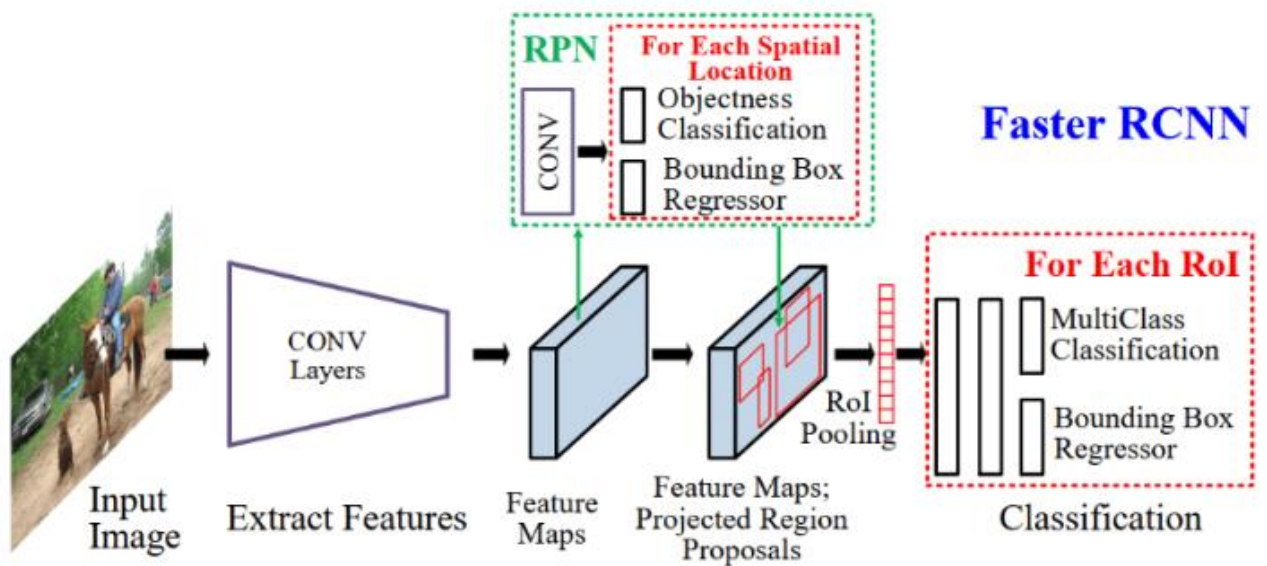 RPN
For Each Spatial
Location
CONV
Objectness
Classification
Bounding Box
Regressor
Faster RCNN
For Each RoI
CONV
Layers
MultiClass
Classification
RoI
Pooling
Bounding Box
Regressor
Input
Image
Extract Features
Feature
Maps
Feature Maps;
Projected Region
Proposals
Classification